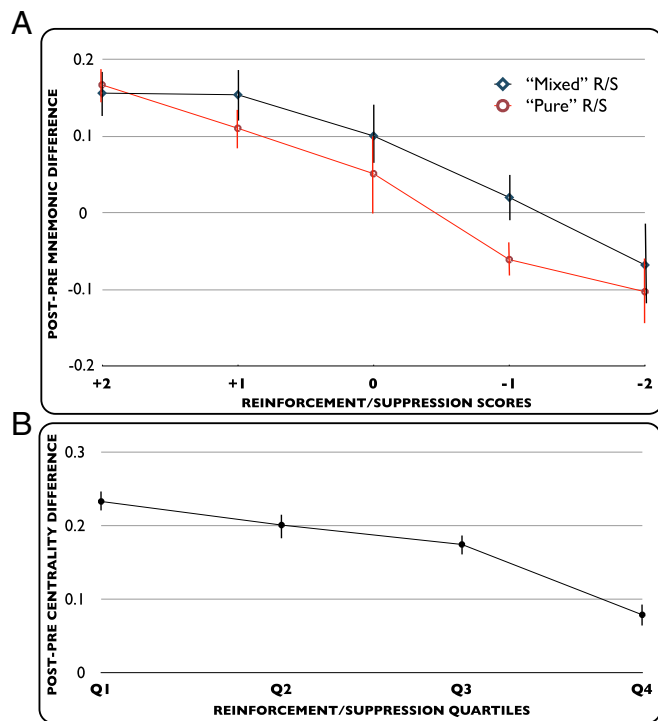 A
POST-PRE MNEMONIC DIFFERENCE
0.2
0.1
0
-0.1
-0.2
"Mixed" R/S
"Pure" R/S
+2 +1 0 -1 -2
REINFORCEMENT/SUPPRESSION SCORES
B
POST-PRE CENTRALITY DIFFERENCE
0.3
0.2
0.1
0
Q1 Q2 Q3 Q4
REINFORCEMENT/SUPPRESSION QUARTILES